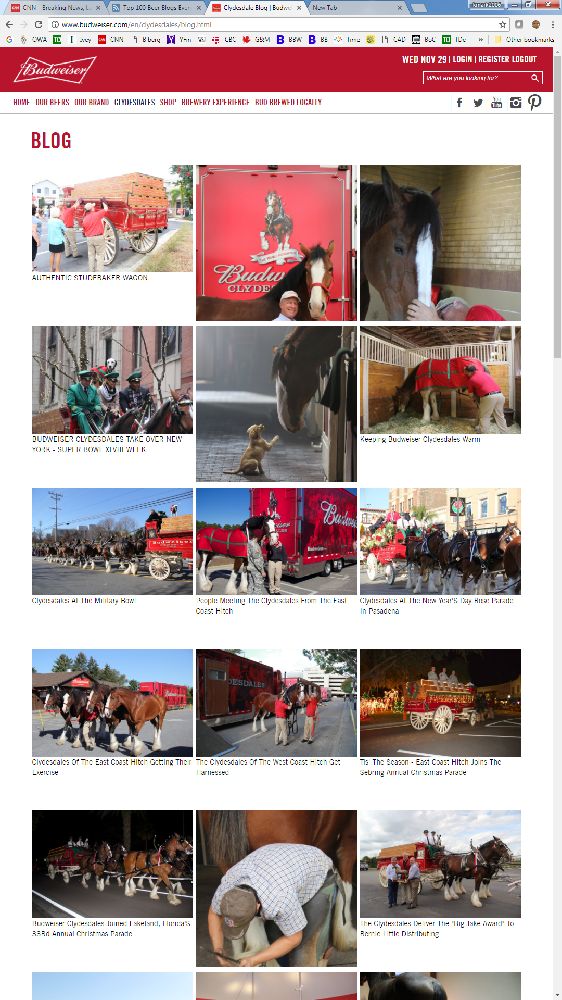 CNN - Breaking News, La
Top 100 Beer Blogs Every
Clydesdale Blog | Budwei
New Tab
kmark2006
www.budweiser.com/en/clydesdales/blog.html
OWA
TD
Ivey
CNN
B'berg
YFin
WSJ
CBC
G&M
BBW
BB
Time
CAD
BoC
TD
TDe
»
Other bookmarks
Budweiser
WED NOV 29 | LOGIN | REGISTER LOGOUT
What are you looking for?
HOME OUR BEERS OUR BRAND CLYDESDALES SHOP BREWERY EXPERIENCE BUD BREWED LOCALLY
You
Tube
BLOG
THE WORLD RENOWNED
Budw
CLYDE
AUTHENTIC STUDEBAKER WAGON
BUDWEISER CLYDESDALES TAKE OVER NEW
YORK - SUPER BOWL XLVIII WEEK
Keeping Budweiser Clydesdales Warm
Budweiser
Budwei
eiser
ALES
Budweiser
Clydesdales At The Military Bowl
People Meeting The Clydesdales From The East
Coast Hitch
Clydesdales At The New Year'S Day Rose Parade
In Pasadena
Budweiser
DESDALES
Clydesdales Of The East Coast Hitch Getting Their
Exercise
The Clydesdales Of The West Coast Hitch Get
Harnessed
Tis' The Season - East Coast Hitch Joins The
Sebring Annual Christmas Parade
Budweiser Clydesdales Joined Lakeland, Florida'S
33Rd Annual Christmas Parade
The Clydesdales Deliver The "Big Jake Award" To
Bernie Little Distributing